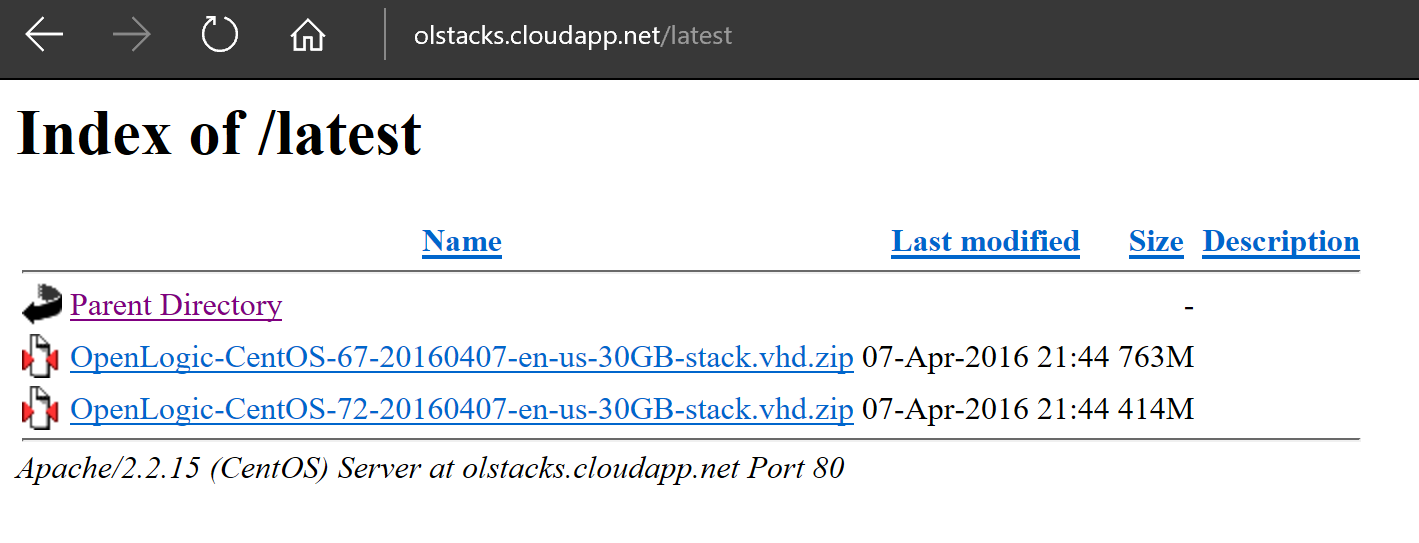 olstacks.cloudapp.net/latest
Index of /latest
Name Last modified Size Description
Parent Directory -
OpenLogic-CentOS-67-20160407-en-us-30GB-stack.vhd.zip 07-Apr-2016 21:44 763M
OpenLogic-CentOS-72-20160407-en-us-30GB-stack.vhd.zip 07-Apr-2016 21:44 414M
Apache/2.2.15 (CentOS) Server at olstacks.cloudapp.net Port 80